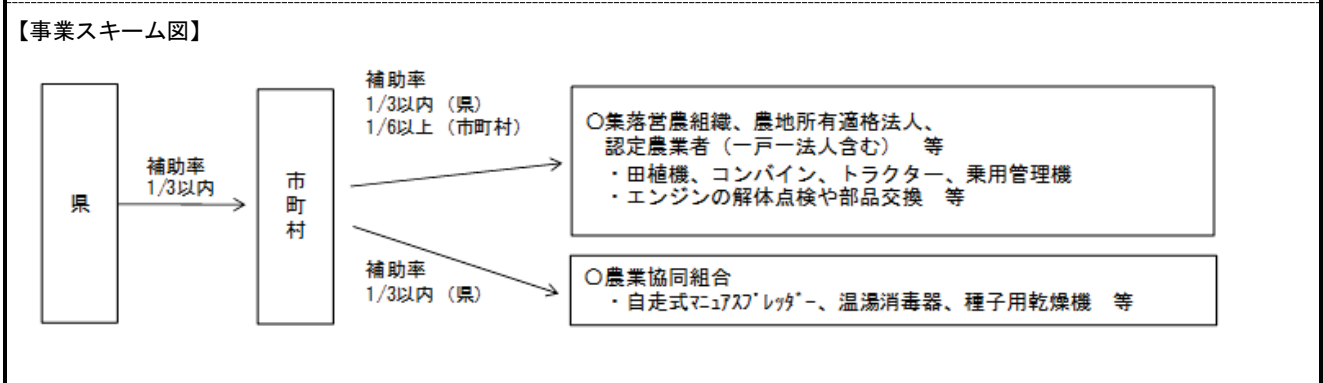 【事業スキーム図】
県
補助率
1/3以内
市
町
村
補助率
1/3以内（県）
1/6以上（市町村）
○集落営農組織、農地所有適格法人、
認定農業者（一戸一法人含む）　等
・田植機、コンバイン、トラクター、乗用管理機
・エンジンの解体点検や部品交換　等
補助率
1/3以内（県）
○農業協同組合
・自走式ﾏﾆｭｱｽﾌﾟﾚｯﾀﾞｰ、温湯消毒器、種子用乾燥機　等